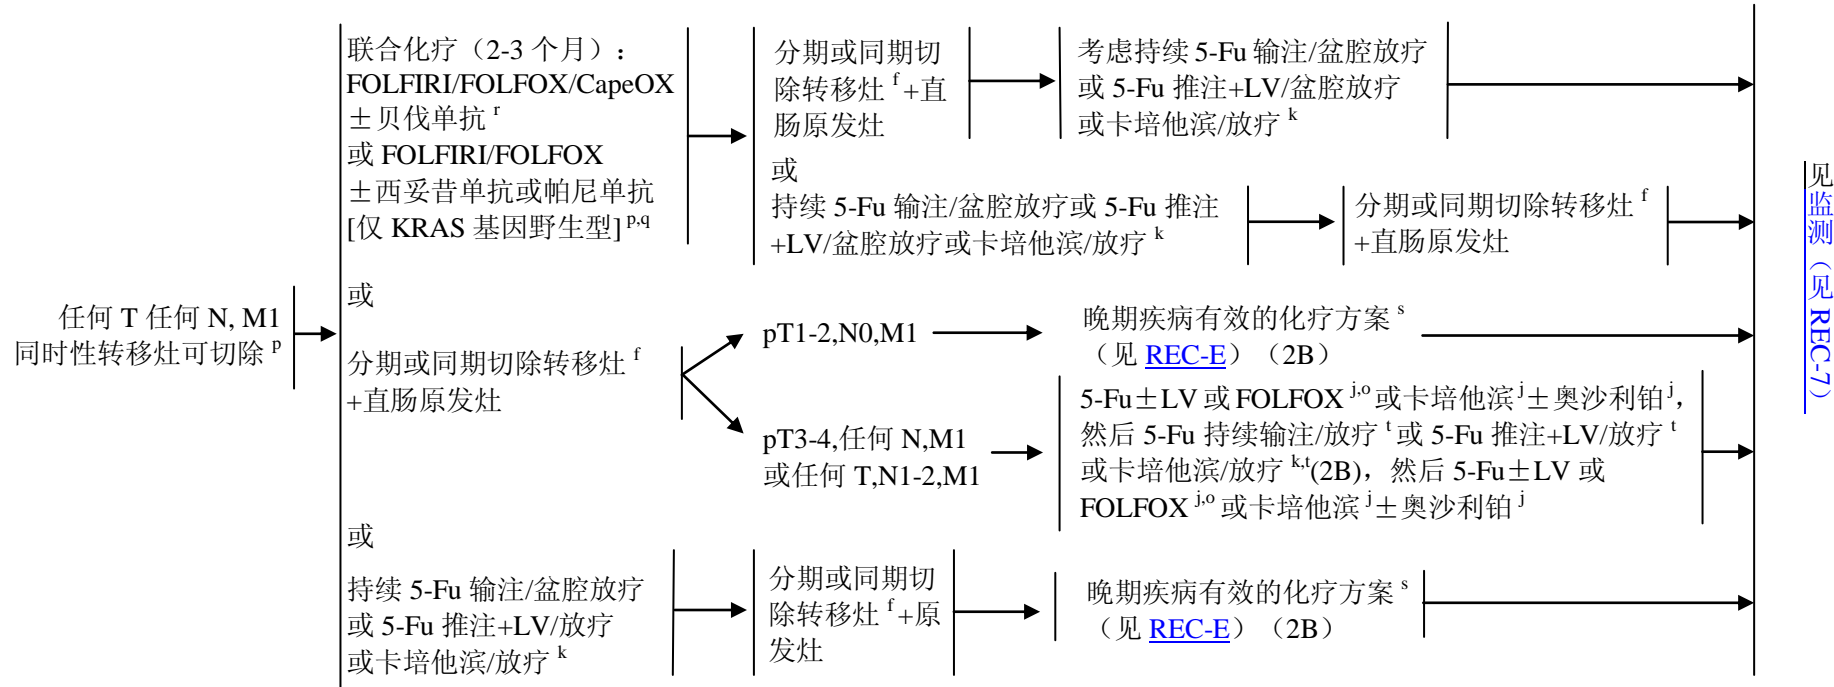 任何 T 任何 N, M1
同时性转移灶可切除 p
联合化疗（2-3 个月）：
FOLFIRI/FOLFOX/CapeOX
±贝伐单抗 r
或 FOLFIRI/FOLFOX
±西妥昔单抗或帕尼单抗
[仅 KRAS 基因野生型] p,q
分期或同期切
除转移灶 f +直
肠原发灶
考虑持续 5-Fu 输注/盆腔放疗
或 5-Fu 推注+LV/盆腔放疗
或卡培他滨/放疗 k
或
持续 5-Fu 输注/盆腔放疗或 5-Fu 推注
+LV/盆腔放疗或卡培他滨/放疗 k
分期或同期切除转移灶 f
+直肠原发灶
或
分期或同期切除转移灶 f
+直肠原发灶
pT1-2,N0,M1
晚期疾病有效的化疗方案 s
（见 REC-E）（2B）
pT3-4,任何 N,M1
或任何 T,N1-2,M1
5-Fu±LV 或 FOLFOX j,o 或卡培他滨 j±奥沙利铂 j，
然后 5-Fu 持续输注/放疗 t 或 5-Fu 推注+LV/放疗 t
或卡培他滨/放疗 k,t(2B)，然后 5-Fu±LV 或
FOLFOX j,o 或卡培他滨 j±奥沙利铂 j
或
持续 5-Fu 输注/盆腔放疗
或 5-Fu 推注+LV/放疗
或卡培他滨/放疗 k
分期或同期切
除转移灶 f +原
发灶
晚期疾病有效的化疗方案 s
（见 REC-E）（2B）
见监测（见 REC-7）